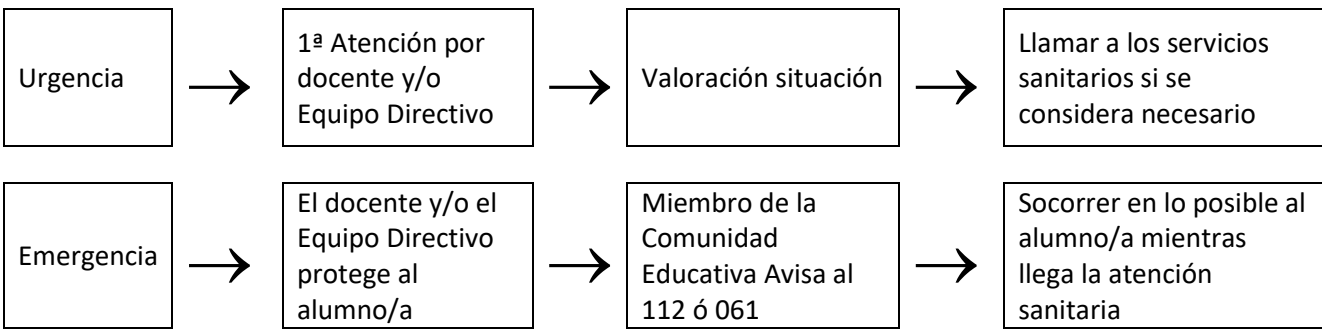 Urgencia
1ª Atención por
docente y/o
Equipo Directivo
Valoración situación
Llamar a los servicios
sanitarios si se
considera necesario
Emergencia
El docente y/o el
Equipo Directivo
protege al
alumno/a
Miembro de la
Comunidad
Educativa Avisa al
112 ó 061
Socorrer en lo posible al
alumno/a mientras
llega la atención
sanitaria